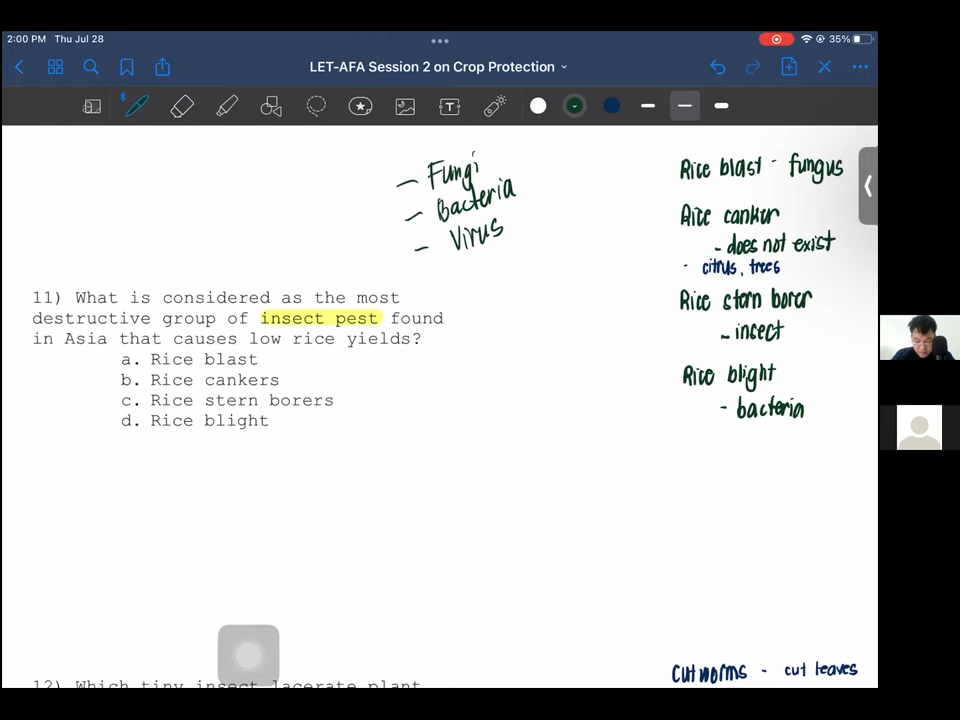 2:00 PM Thu Jul 28
35%
LET-AFA Session 2 on Crop Protection
- Fungi
- Bacteria
- Virus
Rice blast - fungus
Rice canker
- does not exist
- citrus, trees
Rice stern borer
- insect
Rice blight
- bacteria
11) What is considered as the most
destructive group of insect pest found
in Asia that causes low rice yields?
a. Rice blast
b. Rice cankers
c. Rice stern borers
d. Rice blight
cutworms - cut leaves
12) Which tiny insect lacerate plant